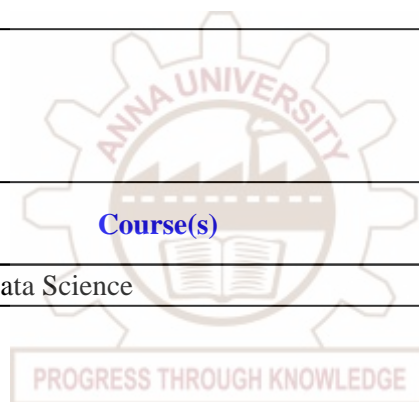 ANNA UNIVERSITY
Course(s)
ata Science
PROGRESS THROUGH KNOWLEDGE